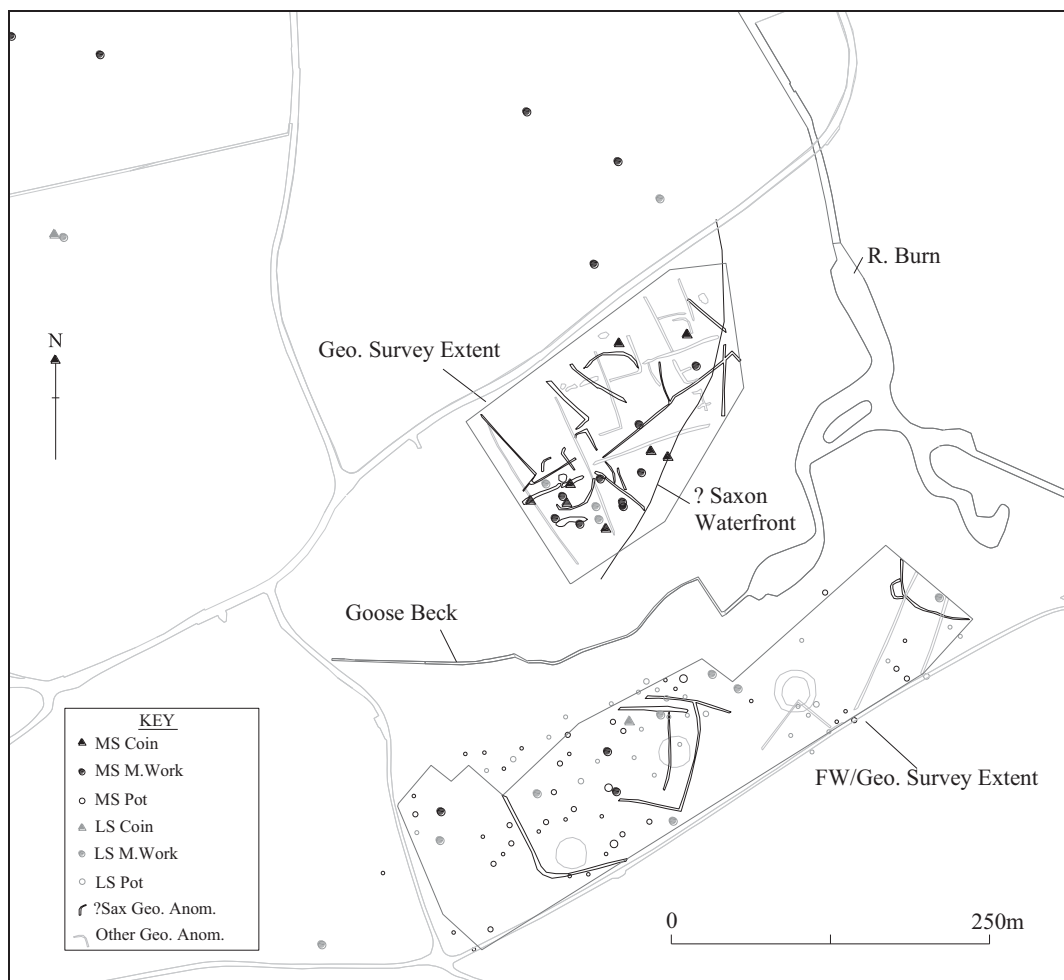 R. Burn
N
Geo. Survey Extent
? Saxon
Waterfront
Goose Beck
KEY
MS Coin
MS M.Work
MS Pot
LS Coin
LS M.Work
LS Pot
?Sax Geo. Anom.
Other Geo. Anom.
FW/Geo. Survey Extent
0
250m